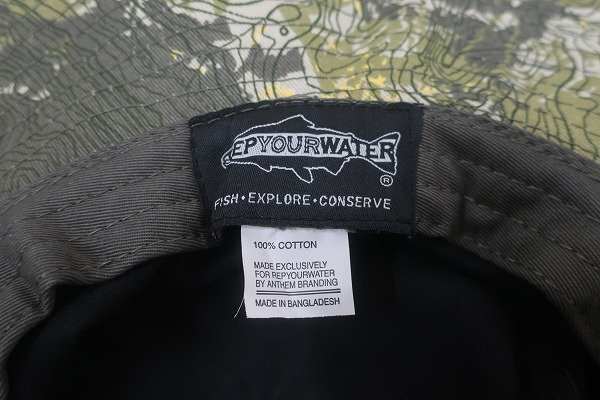 REPYOURWATER
®
FISH • EXPLORE • CONSERVE
100% COTTON
MADE EXCLUSIVELY
FOR REPYOURWATER
BY ANTHEM BRANDING
MADE IN BANGLADESH